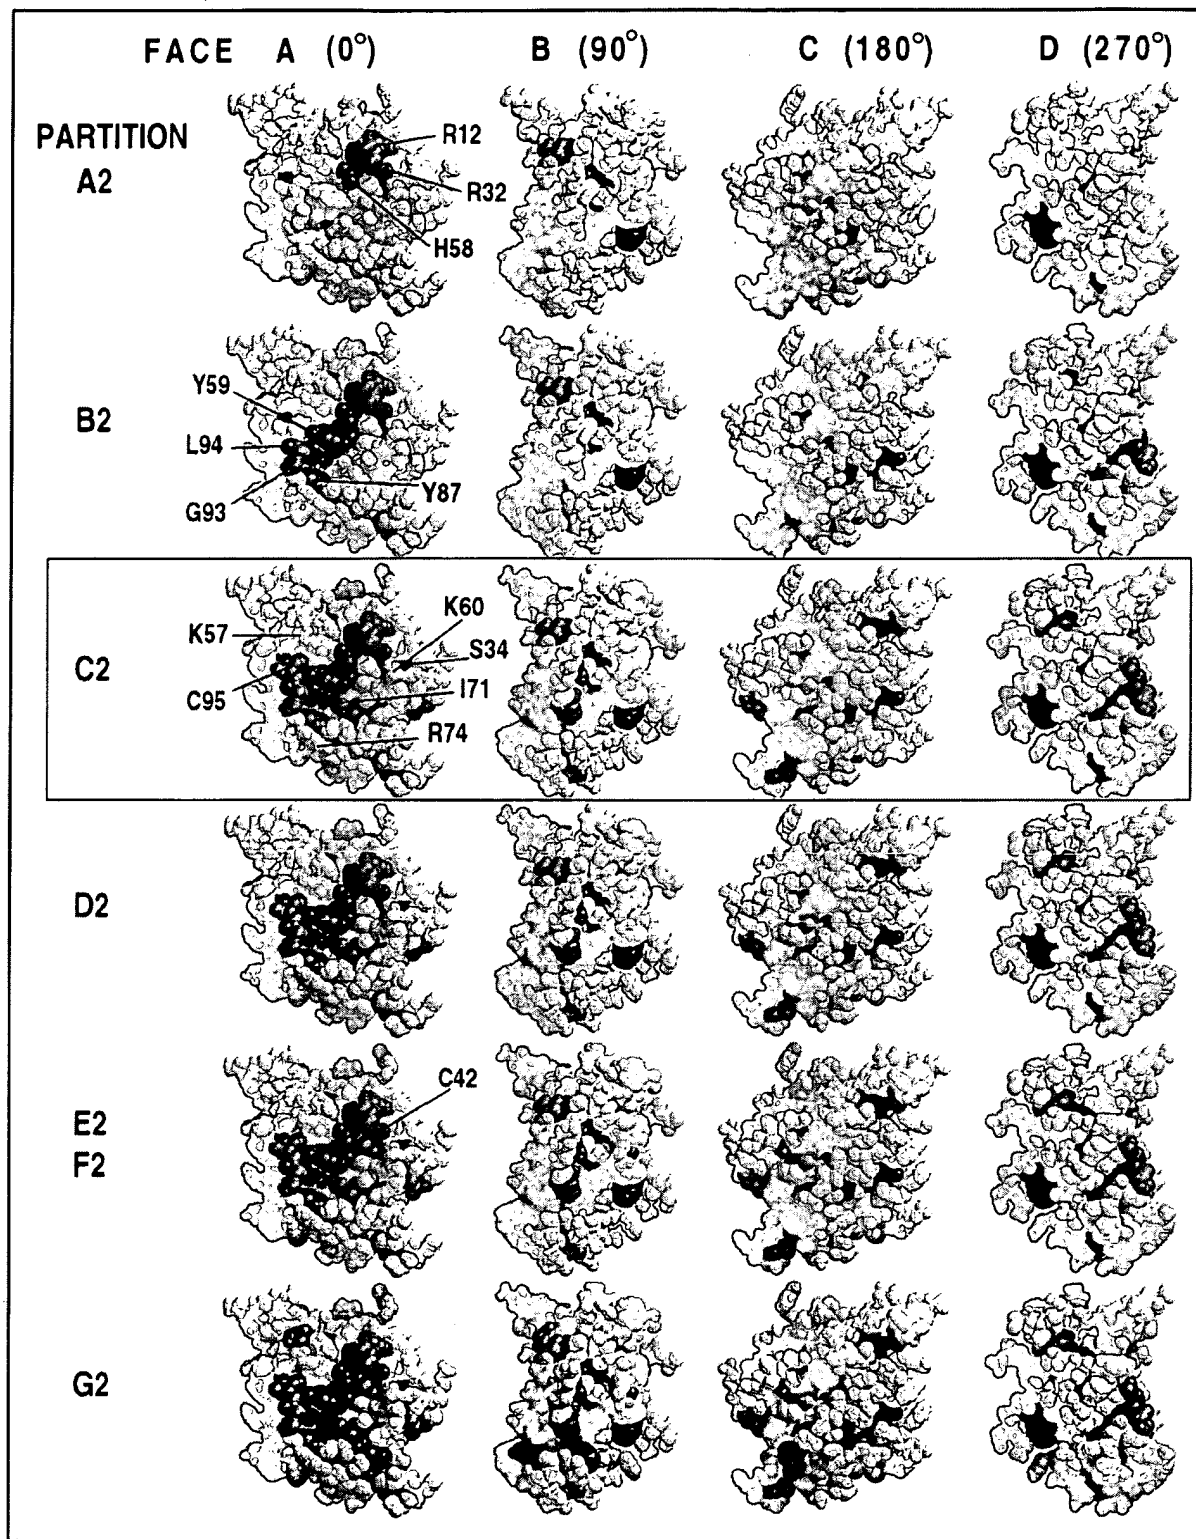 FACE A (0°) B (90°) C (180°) D (270°)
PARTITION
A2
R12
R32
H58
B2
Y59
L94
G93
Y87
C2
K57
C95
K60
S34
I71
R74
D2
E2
F2
C42
G2